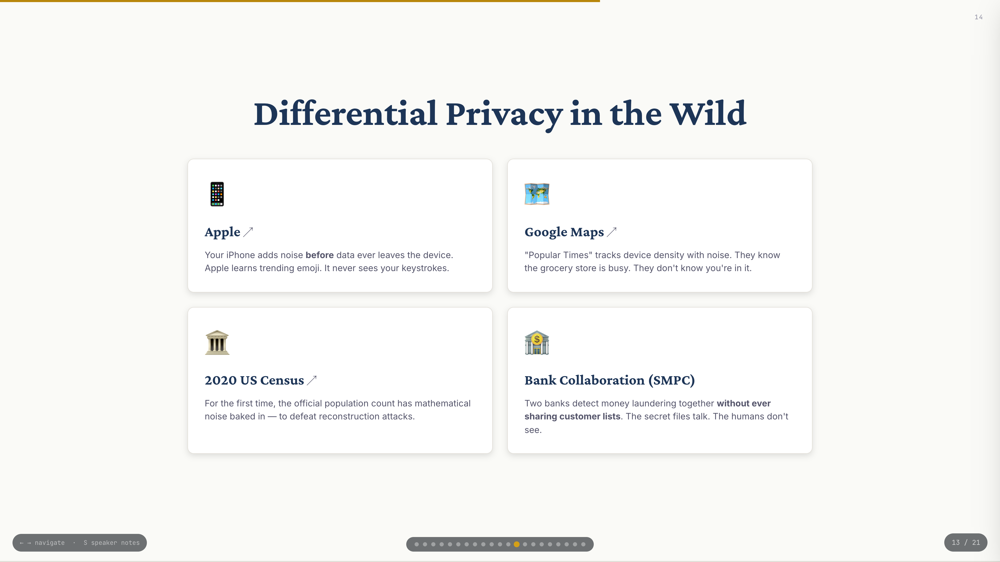 14
Differential Privacy in the Wild
Apple ↗
Your iPhone adds noise before data ever leaves the device.
Apple learns trending emoji. It never sees your keystrokes.
Google Maps ↗
"Popular Times" tracks device density with noise. They know
the grocery store is busy. They don't know you're in it.
2020 US Census ↗
For the first time, the official population count has mathematical
noise baked in — to defeat reconstruction attacks.
Bank Collaboration (SMPC)
Two banks detect money laundering together without ever
sharing customer lists. The secret files talk. The humans don't
see.
← → navigate · S speaker notes
13 / 21